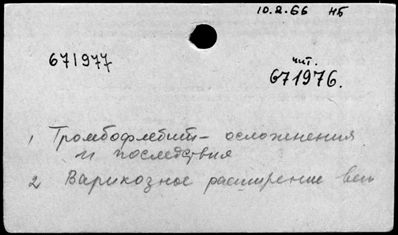 10.2.66 НБ
671977
чит.
671976.
1 Тромбофлебит – осложнения
и последствия
2 Варикозное расширение вен